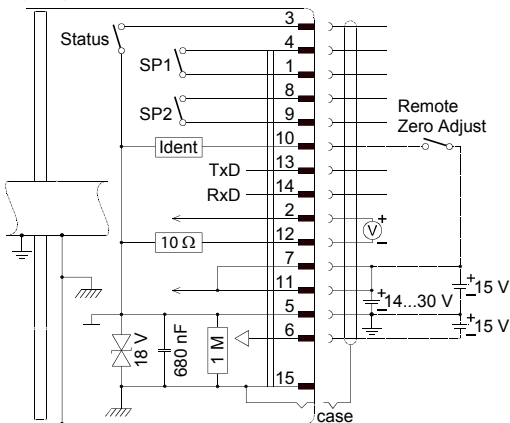 3
Status
4
SP1
1
8
SP2
9
Remote
Zero Adjust
Ident
10
TxD
13
RxD
14
2
+
V
−
10 Ω
12
7
+
−
15 V
11
+
−
14...30 V
5
+
−
15 V
6
18 V
680 nF
1 M
15
case